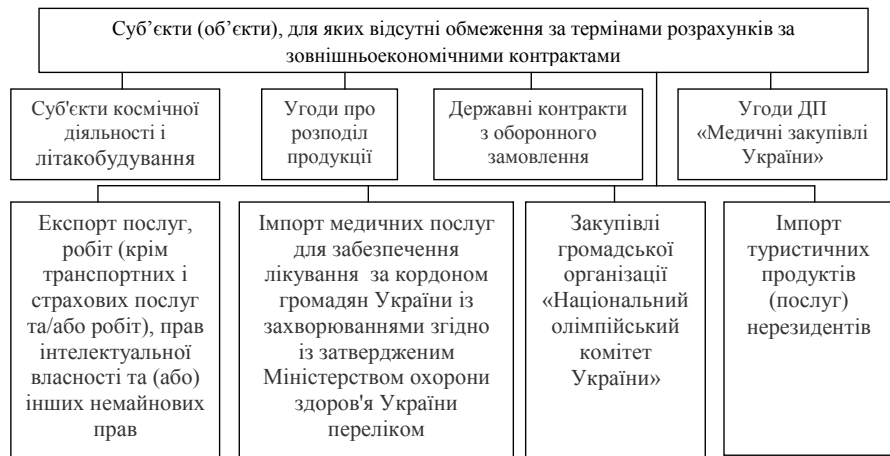 Суб’єкти (об’єкти), для яких відсутні обмеження за термінами розрахунків за
зовнішньоекономічними контрактами
Суб'єкти космічної
діяльності і
літакобудування
Угоди про
розподіл
продукції
Державні контракти
з оборонного
замовлення
Угоди ДП
«Медичні закупівлі
України»
Експорт послуг,
робіт (крім
транспортних і
страхових послуг
та/або робіт), прав
інтелектуальної
власності та (або)
інших немайнових
прав
Імпорт медичних послуг
для забезпечення
лікування за кордоном
громадян України із
захворюваннями згідно
із затвердженим
Міністерством охорони
здоров'я України
переліком
Закупівлі
громадської
організації
«Національний
олімпійський
комітет
України»
Імпорт
туристичних
продуктів
(послуг)
нерезидентів